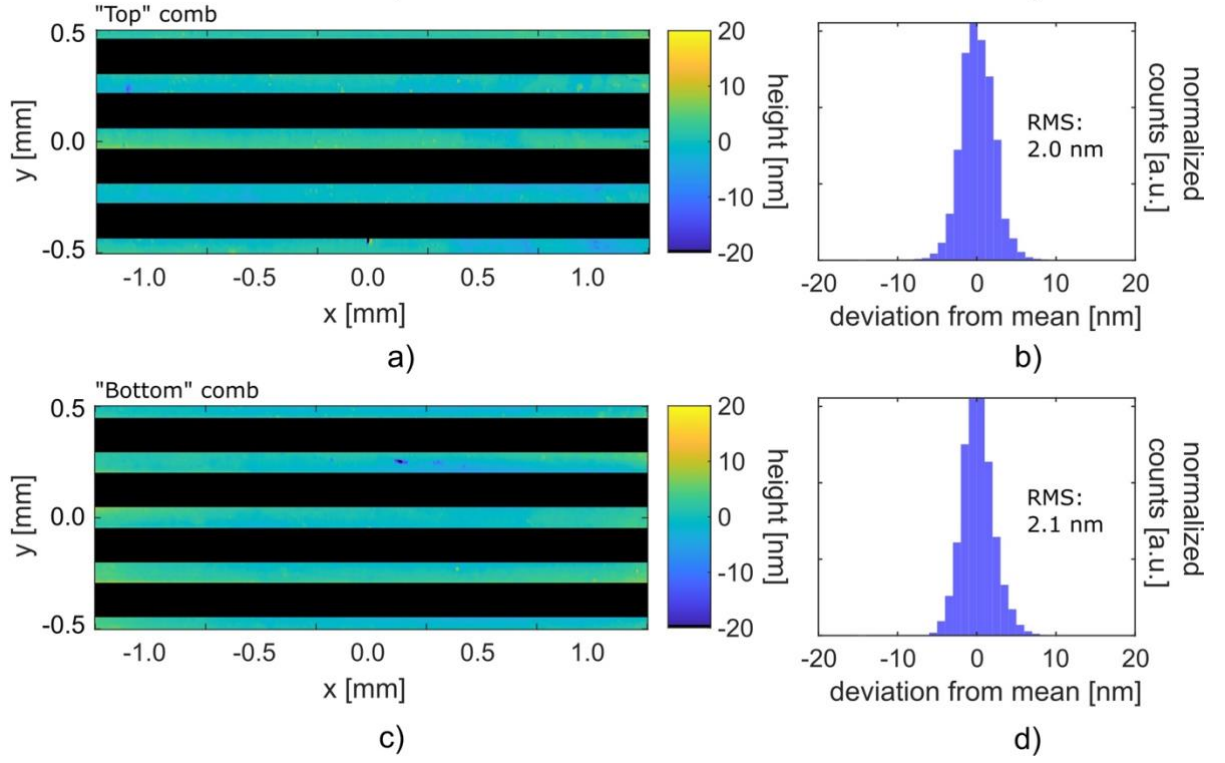 "Top" comb
0.5
0.0
-0.5
y [mm]
-1.0 -0.5 0.0 0.5 1.0
x [mm]
20
10
0
-10
-20
height [nm]
a)
RMS:
2.0 nm
normalized
counts [a.u.]
-20 -10 0 10 20
deviation from mean [nm]
b)
"Bottom" comb
0.5
0.0
-0.5
y [mm]
-1.0 -0.5 0.0 0.5 1.0
x [mm]
20
10
0
-10
-20
height [nm]
c)
RMS:
2.1 nm
normalized
counts [a.u.]
-20 -10 0 10 20
deviation from mean [nm]
d)